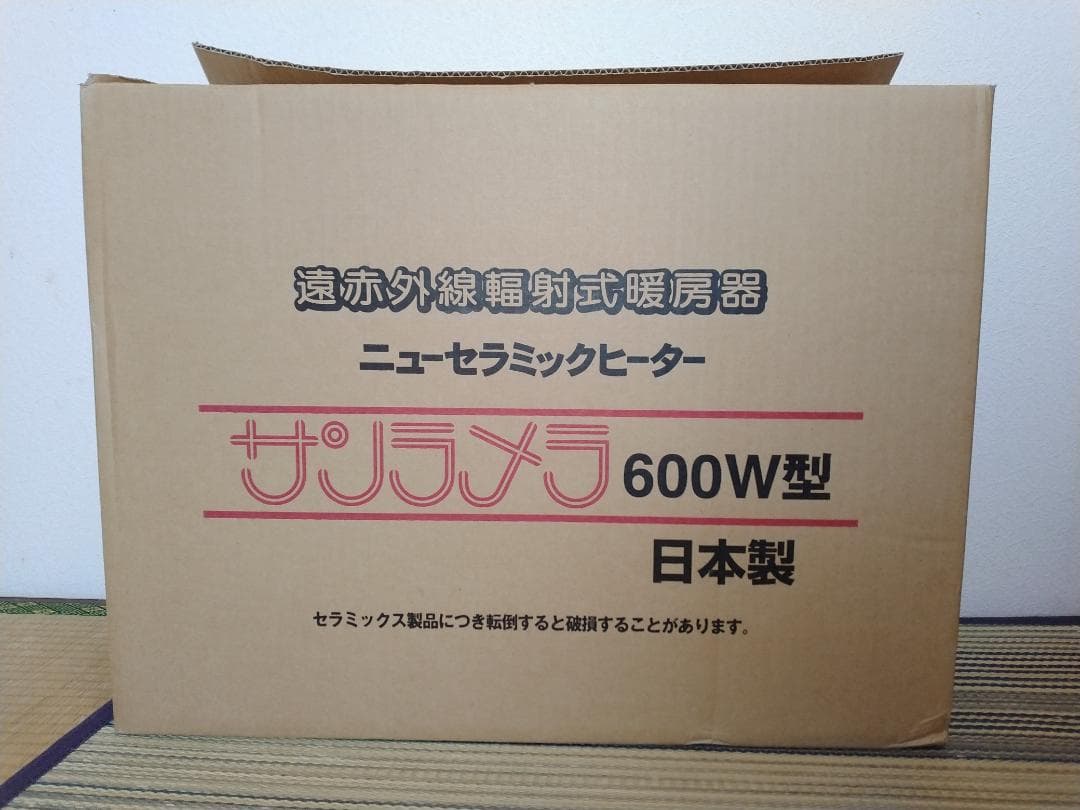 遠赤外線輻射式暖房器
ニューセラミックヒーター
サンラメラ 600W型
日本製
セラミックス製品につき転倒すると破損することがあります。